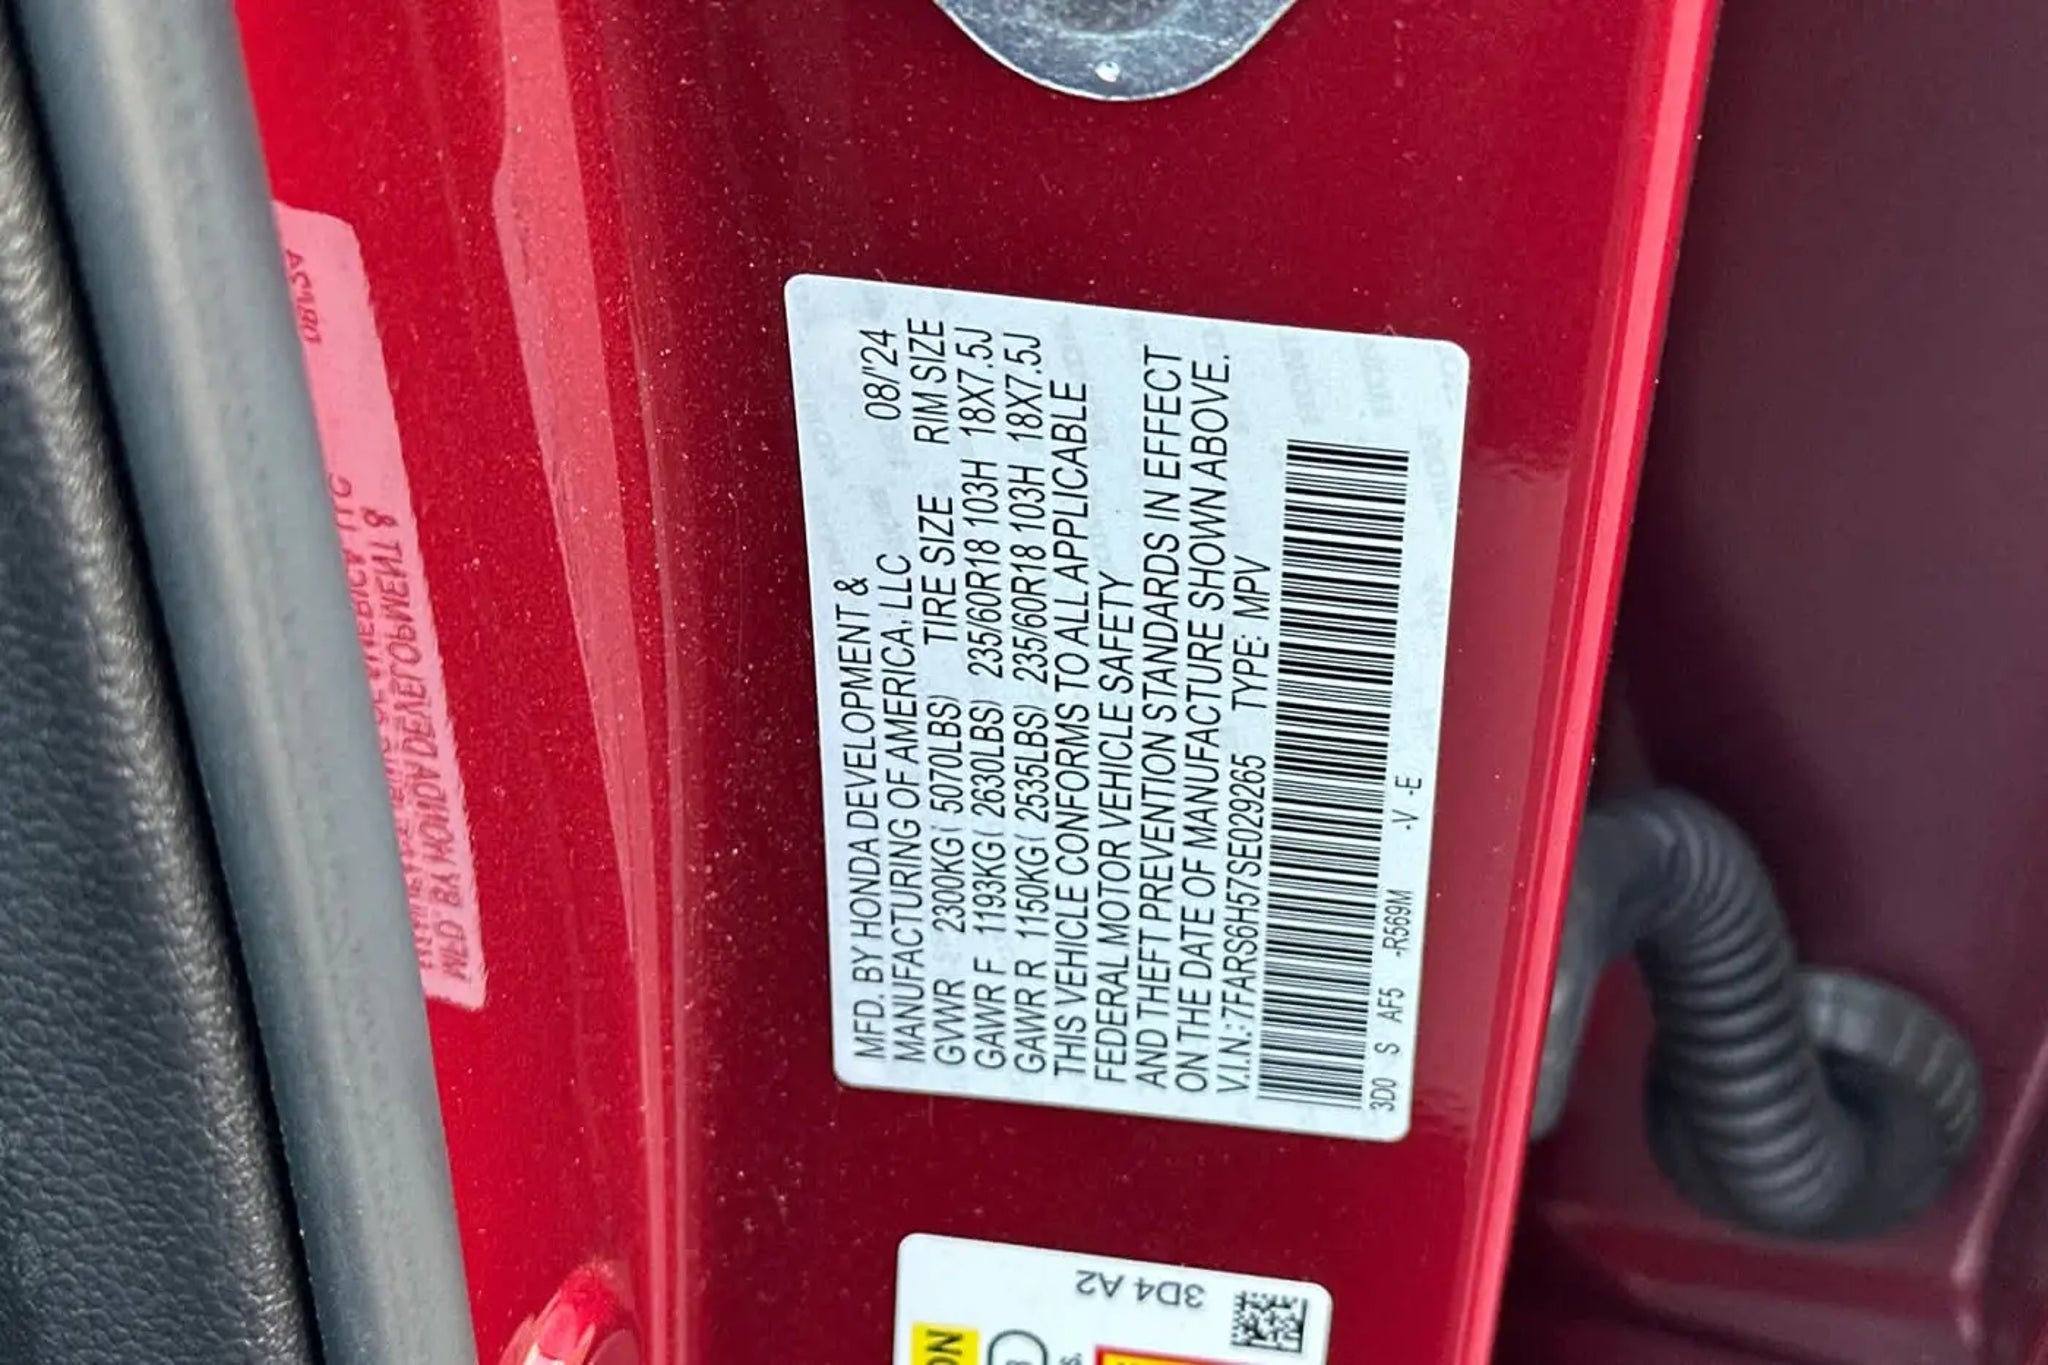 MFD. BY HONDA DEVELOPMENT &
MANUFACTURING OF AMERICA, LLC 08/'24
GVWR 2300KG ( 5070LBS) TIRE SIZE RIM SIZE
GAWR F 1193KG ( 2630LBS) 235/60R18 103H 18X7.5J
GAWR R 1150KG ( 2535LBS) 235/60R18 103H 18X7.5J
THIS VEHICLE CONFORMS TO ALL APPLICABLE
FEDERAL MOTOR VEHICLE SAFETY
AND THEFT PREVENTION STANDARDS IN EFFECT
ON THE DATE OF MANUFACTURE SHOWN ABOVE.
V.I.N.: 7FARS6H57SE029265 TYPE: MPV
3D0 S AF5 -R569M -V -E
3D4 A2